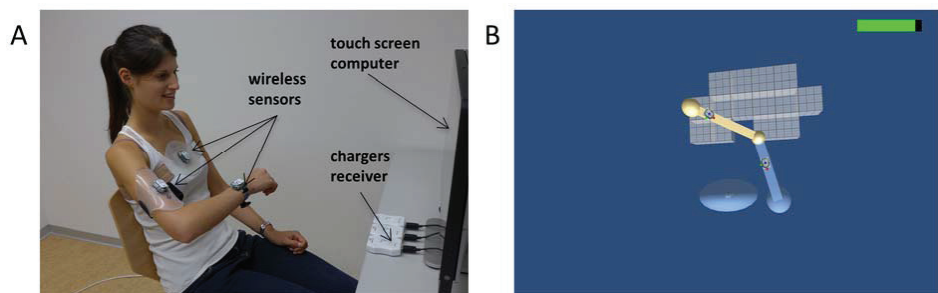 A
B
touch screen
computer
wireless
sensors
chargers
receiver